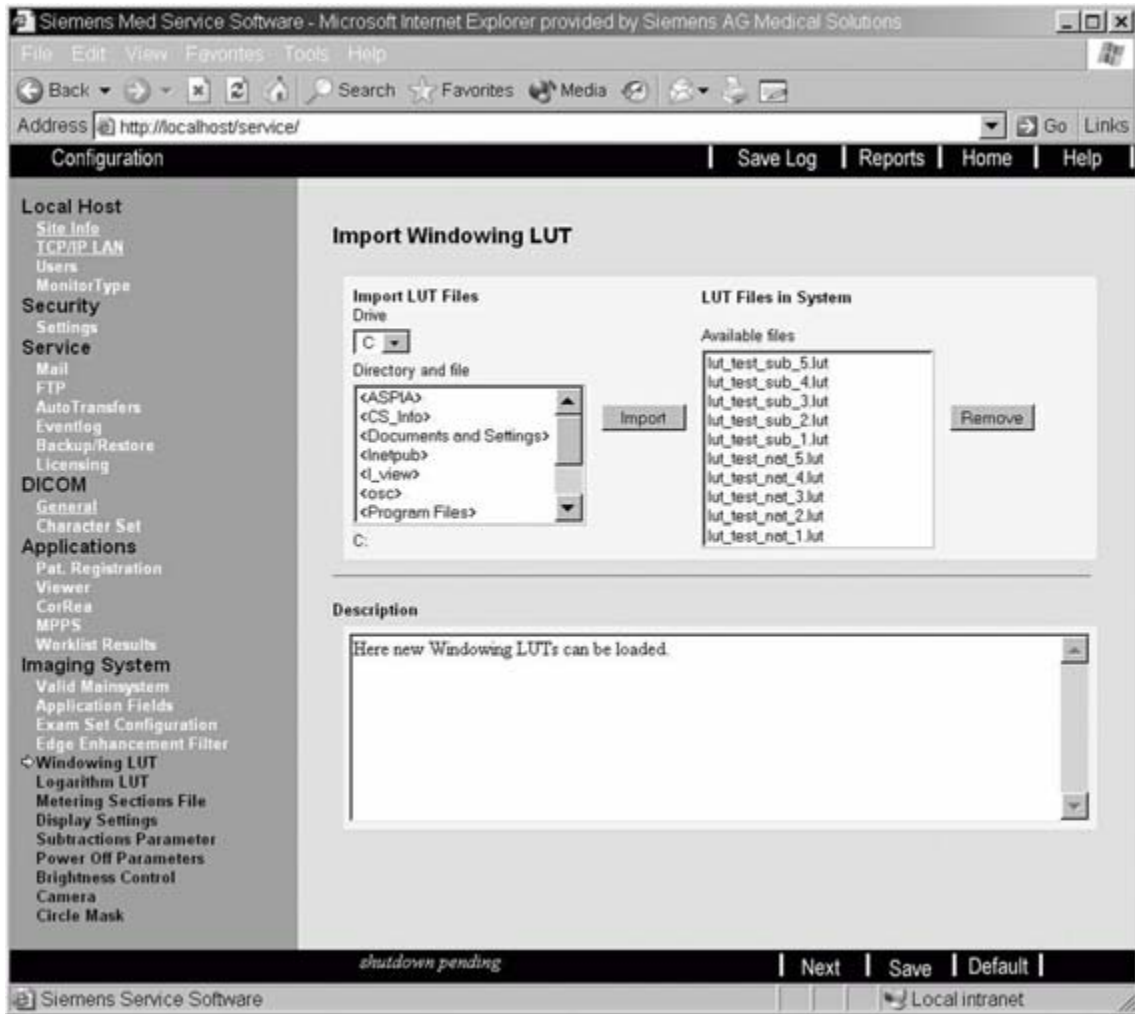 Siemens Med Service Software - Microsoft Internet Explorer provided by Siemens AG Medical Solutions
File Edit View Favorites Tools Help
Back Search Favorites Media
Address http://localhost/service/ Go Links
Configuration Save Log Reports Home Help
Local Host
Site Info
TCP/IP LAN
Users
MonitorType
Security
Settings
Service
Mail
FTP
AutoTransfers
Eventlog
Backup/Restore
Licensing
DICOM
General
Character Set
Applications
Pat. Registration
Viewer
CorRea
MPPS
Worklist Results
Imaging System
Valid Mainsystem
Application Fields
Exam Set Configuration
Edge Enhancement Filter
Windowing LUT
Logarithm LUT
Metering Sections File
Display Settings
Subtractions Parameter
Power Off Parameters
Brightness Control
Camera
Circle Mask
Import Windowing LUT
Import LUT Files
Drive
C
Directory and file
<ASPIA>
<CS_Info>
<Documents and Settings>
<Inetpub>
<I_view>
<osc>
<Program Files>
C:
Import
LUT Files in System
Available files
lut_test_sub_5.lut
lut_test_sub_4.lut
lut_test_sub_3.lut
lut_test_sub_2.lut
lut_test_sub_1.lut
lut_test_nat_5.lut
lut_test_nat_4.lut
lut_test_nat_3.lut
lut_test_nat_2.lut
lut_test_nat_1.lut
Remove
Description
Here new Windowing LUTs can be loaded.
shutdown pending Next Save Default
Siemens Service Software Local intranet